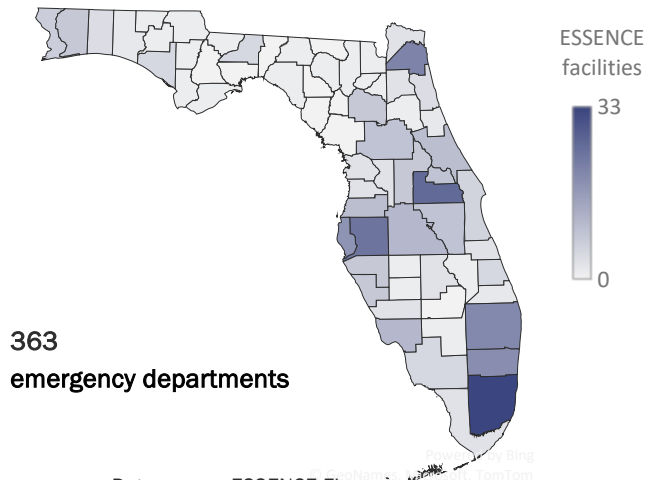 ESSENCE
facilities
33
0
363
emergency departments
Powered by Bing
© GeoNames, Microsoft, TomTom